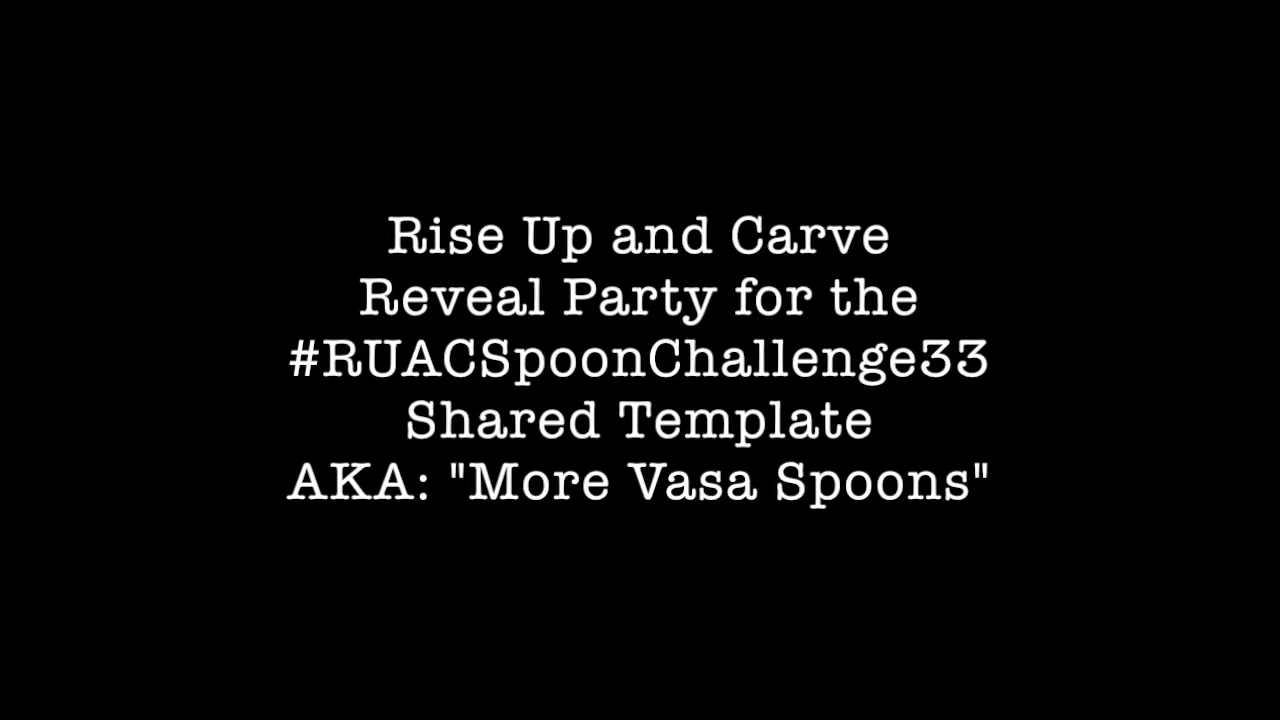 Rise Up and Carve
Reveal Party for the
#RUACSpoonChallenge33
Shared Template
AKA: "More Vasa Spoons"